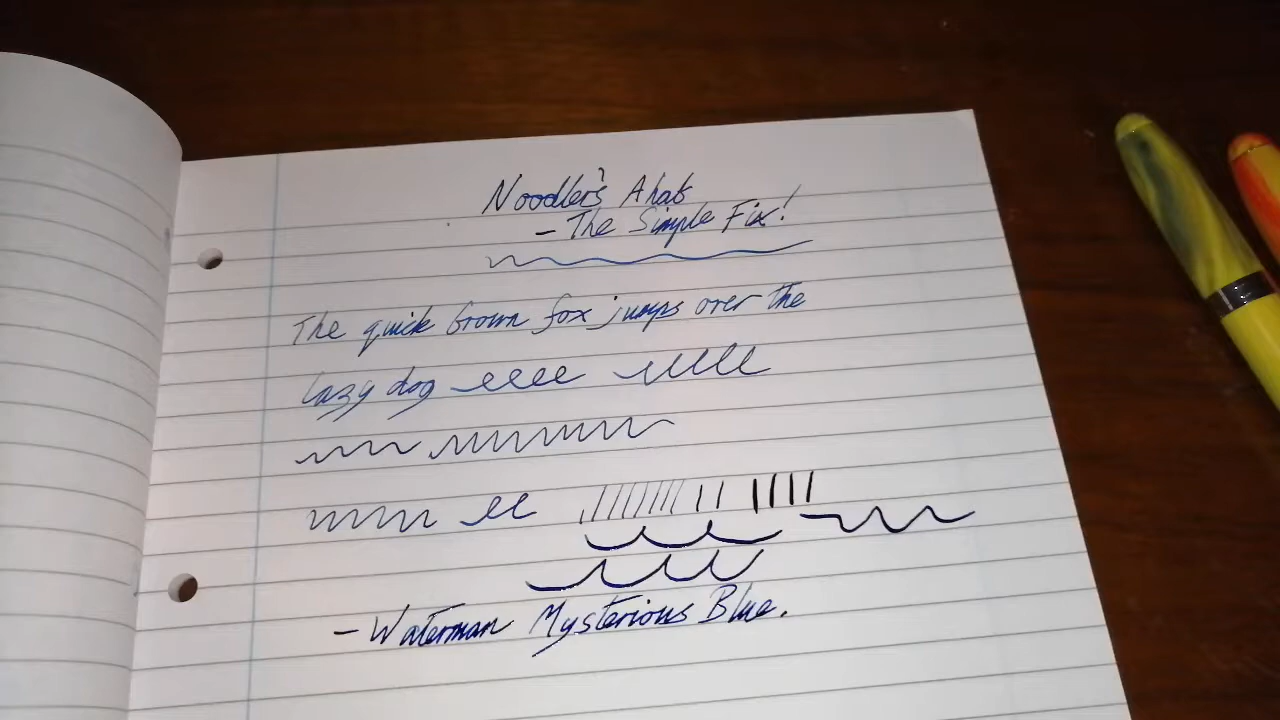 Noodler's Ahab
- The Simple Fix!
The quick brown fox jumps over the
lazy dog
- Waterman Mysterious Blue.